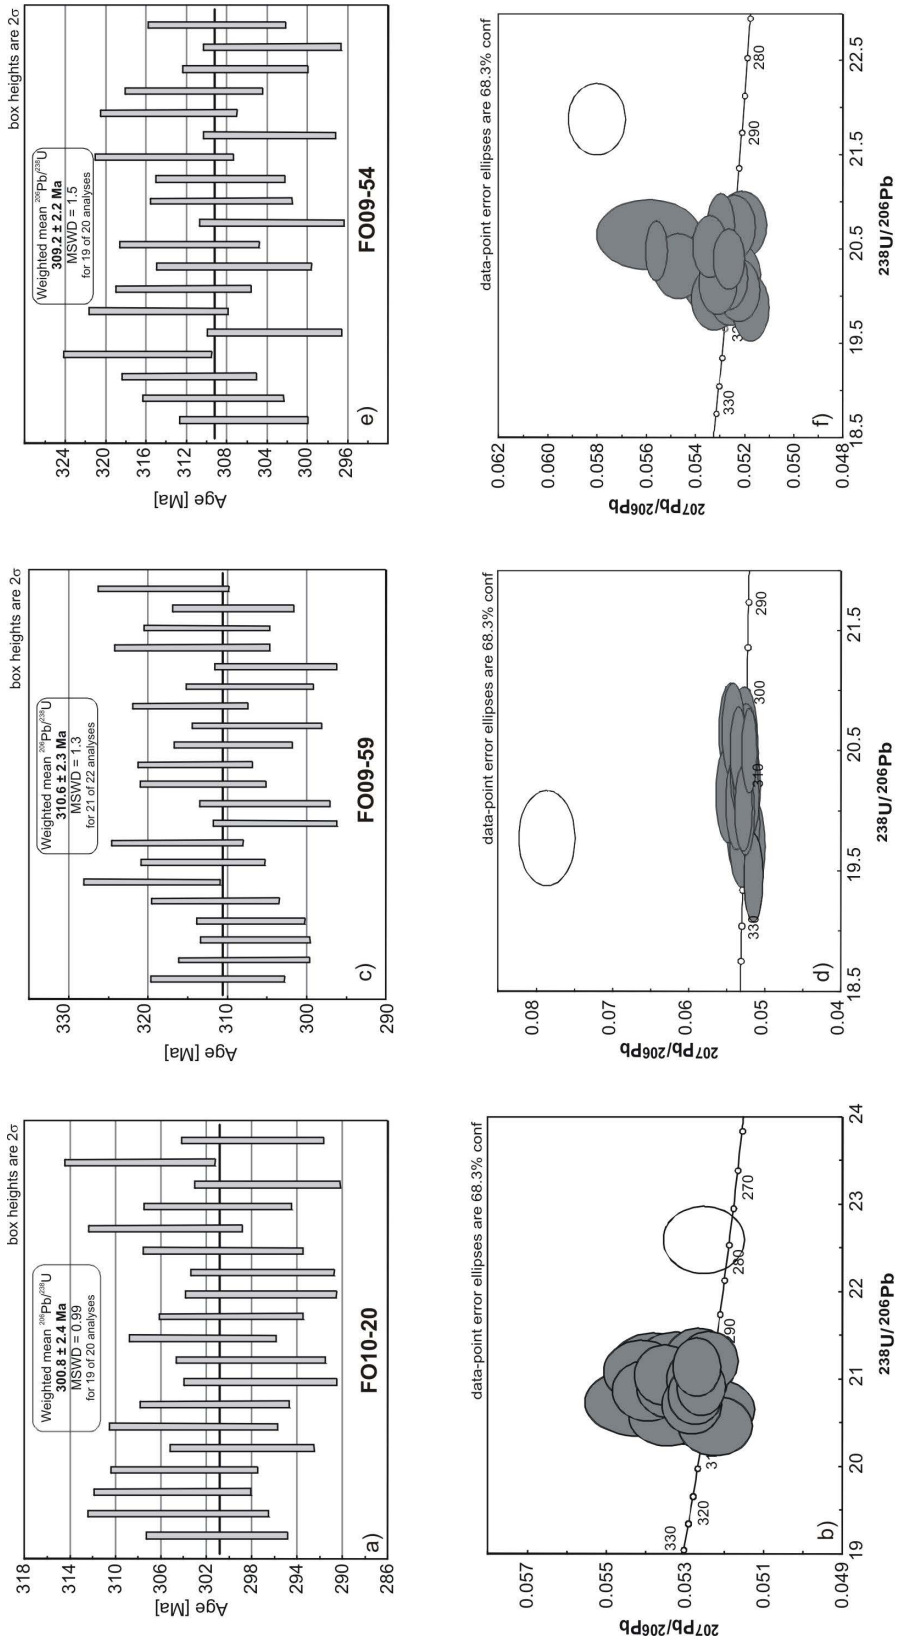 box heights are 2σ
318
314
310
306
302
298
294
290
286
Age [Ma]
Weighted mean ²⁰⁶Pb/²³⁸U
300.8 ± 2.4 Ma
MSWD = 0.99
for 19 of 20 analyses
a)
FO10-20
box heights are 2σ
330
320
310
300
290
Age [Ma]
Weighted mean ²⁰⁶Pb/²³⁸U
310.6 ± 2.3 Ma
MSWD = 1.3
for 21 of 22 analyses
c)
FO09-59
box heights are 2σ
324
320
316
312
308
304
300
296
Age [Ma]
Weighted mean ²⁰⁶Pb/²³⁸U
309.2 ± 2.2 Ma
MSWD = 1.5
for 19 of 20 analyses
e)
FO09-54
data-point error ellipses are 68.3% conf
0.057
0.055
0.053
0.051
0.049
²⁰⁷Pb/²⁰⁶Pb
330
320
290
280
270
b)
19
20
21
22
23
24
²³⁸U/²⁰⁶Pb
data-point error ellipses are 68.3% conf
0.08
0.07
0.06
0.05
0.04
²⁰⁷Pb/²⁰⁶Pb
330
310
300
290
d)
18.5
19.5
20.5
21.5
²³⁸U/²⁰⁶Pb
data-point error ellipses are 68.3% conf
0.062
0.060
0.058
0.056
0.054
0.052
0.050
0.048
²⁰⁷Pb/²⁰⁶Pb
330
290
280
f)
18.5
19.5
20.5
21.5
22.5
²³⁸U/²⁰⁶Pb